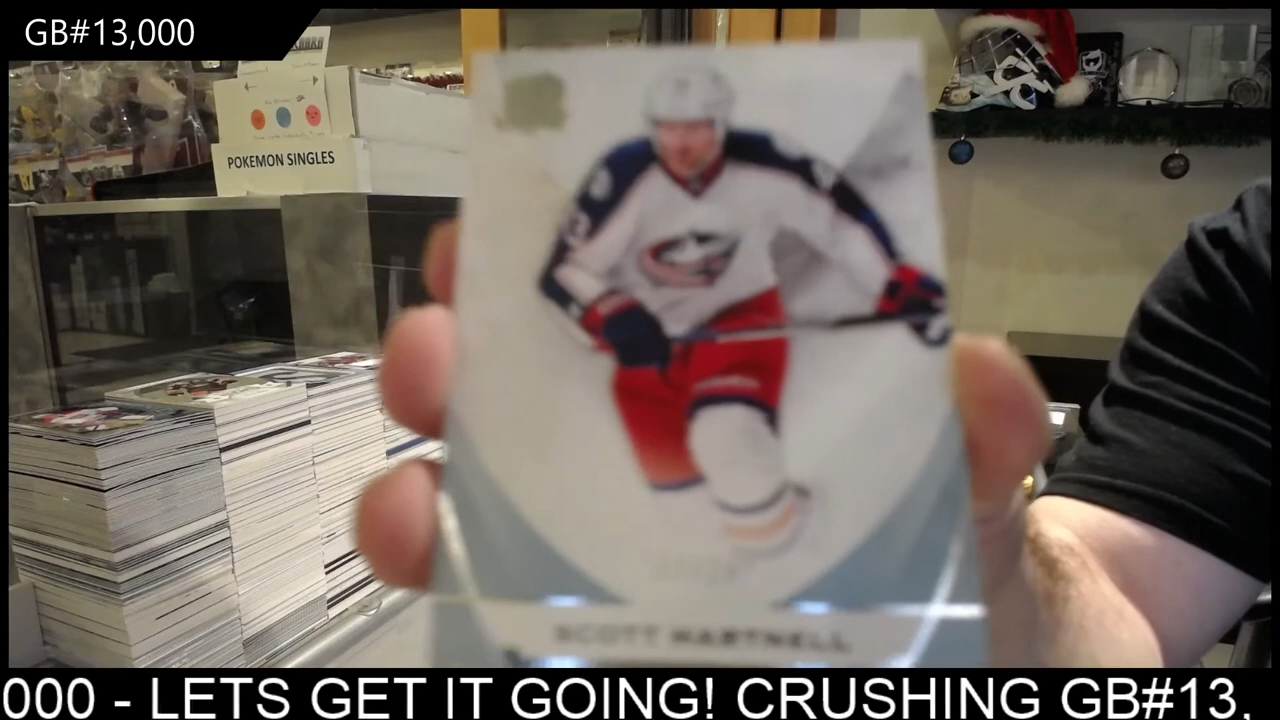 GB#13,000
POKEMON SINGLES
SCOTT HARTNELL
000 - LETS GET IT GOING! CRUSHING GB#13,